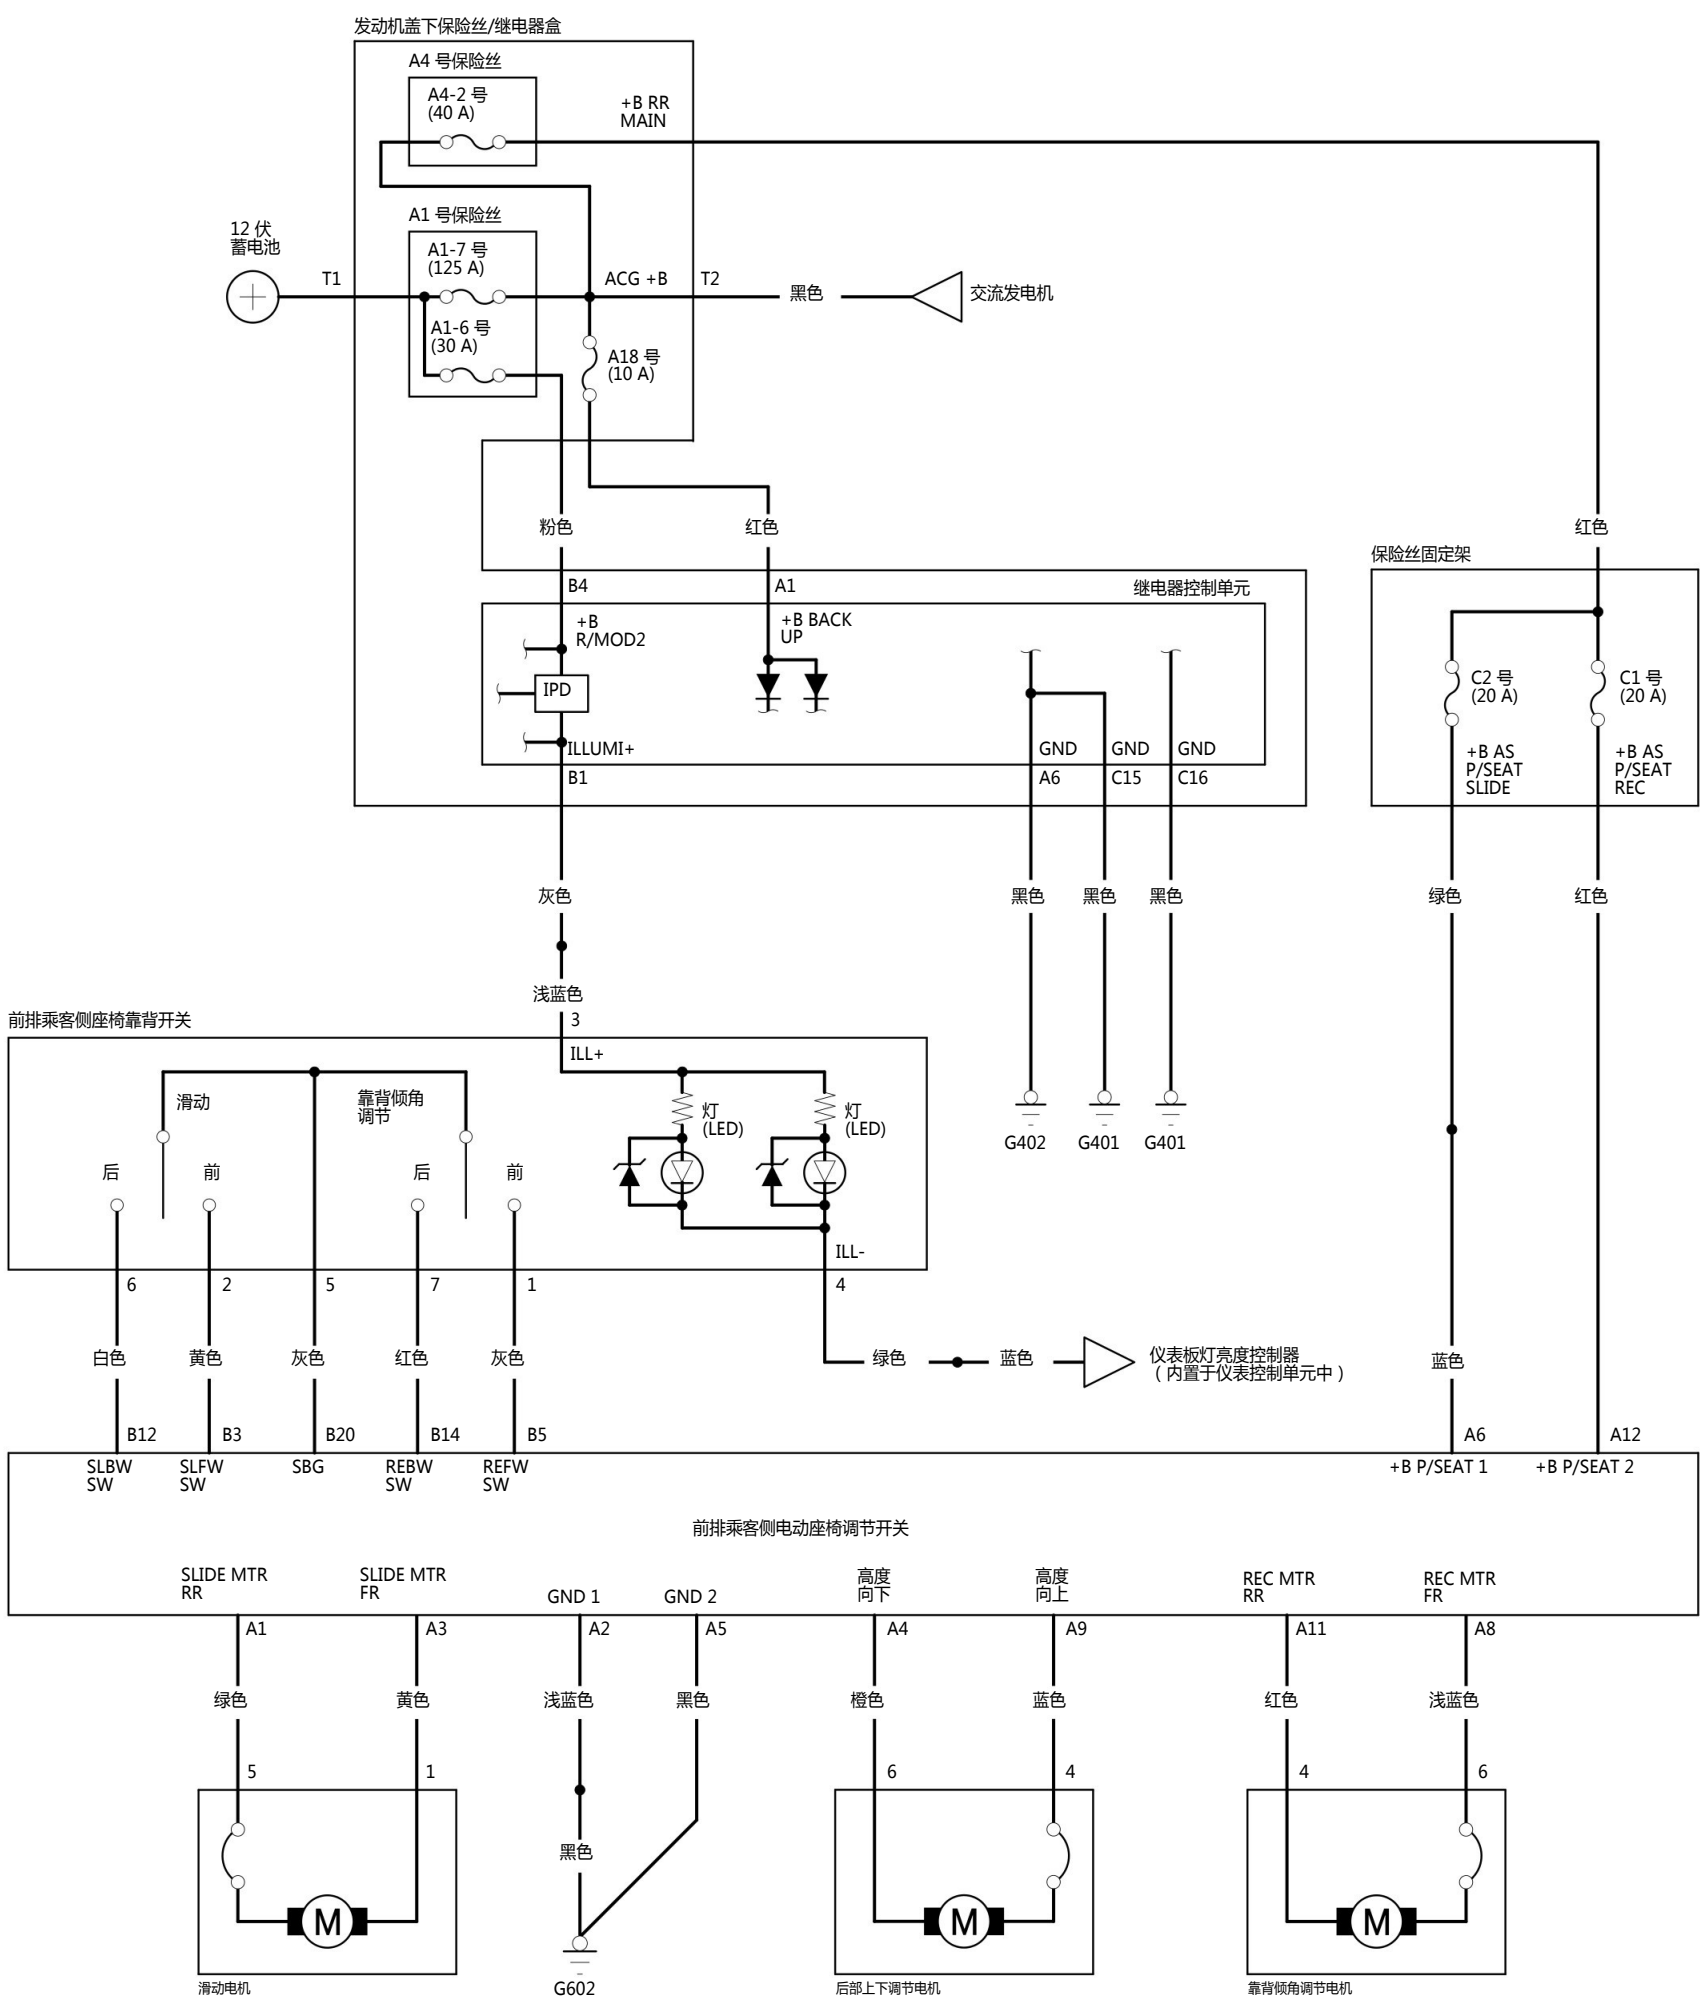 发动机盖下保险丝/继电器盒
A4 号保险丝
A4-2 号
(40 A)
+B RR
MAIN
A1 号保险丝
12 伏
蓄电池
A1-7 号
(125 A)
T1
ACG +B
T2
黑色
交流发电机
A1-6 号
(30 A)
A18 号
(10 A)
粉色
红色
红色
保险丝固定架
B4
A1
继电器控制单元
+B
R/MOD2
+B BACK
UP
IPD
C2 号
(20 A)
C1 号
(20 A)
ILLUMI+
GND
GND
GND
+B AS
P/SEAT
SLIDE
+B AS
P/SEAT
REC
B1
A6
C15
C16
灰色
黑色
黑色
黑色
绿色
红色
浅蓝色
前排乘客侧座椅靠背开关
3
ILL+
滑动
靠背倾角
调节
灯
(LED)
灯
(LED)
G402
G401
G401
后
前
后
前
ILL-
6
2
5
7
1
4
白色
黄色
灰色
红色
灰色
绿色
蓝色
仪表板灯亮度控制器
（内置于仪表控制单元中）
蓝色
B12
B3
B20
B14
B5
A6
A12
SLBW
SW
SLFW
SW
SBG
REBW
SW
REFW
SW
+B P/SEAT 1
+B P/SEAT 2
前排乘客侧电动座椅调节开关
SLIDE MTR
RR
SLIDE MTR
FR
GND 1
GND 2
高度
向下
高度
向上
REC MTR
RR
REC MTR
FR
A1
A3
A2
A5
A4
A9
A11
A8
绿色
黄色
浅蓝色
黑色
橙色
蓝色
红色
浅蓝色
5
1
6
4
4
6
黑色
M
M
M
滑动电机
G602
后部上下调节电机
靠背倾角调节电机